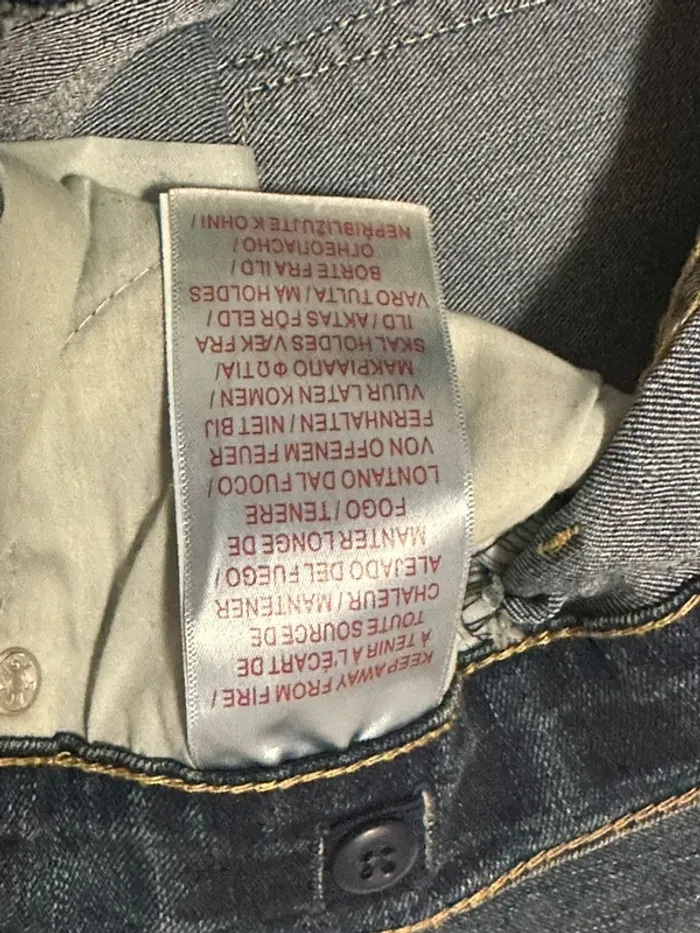 KEEP AWAY FROM FIRE /
À TENIR À L'ÉCART DE
TOUTE SOURCE DE
CHALEUR / MANTENER
ALEJADO DEL FUEGO /
MANTER LONGE DE
FOGO / TENERE
LONTANO DAL FUOCO /
VON OFFENEM FEUER
FERNHALTEN / NIET BIJ
VUUR LATEN KOMEN /
ΜΑΚΡΙΑ ΑΠΟ ΦΩΤΙΑ /
SKAL HOLDES VÆK FRA
ILD / AKTAS FÖR ELD /
VARO TULTA / MÅ HOLDES
BORTE FRA ILD /
ОГНЕОПАСНО /
NEPŘIBLIŽUJTE K OHNI /